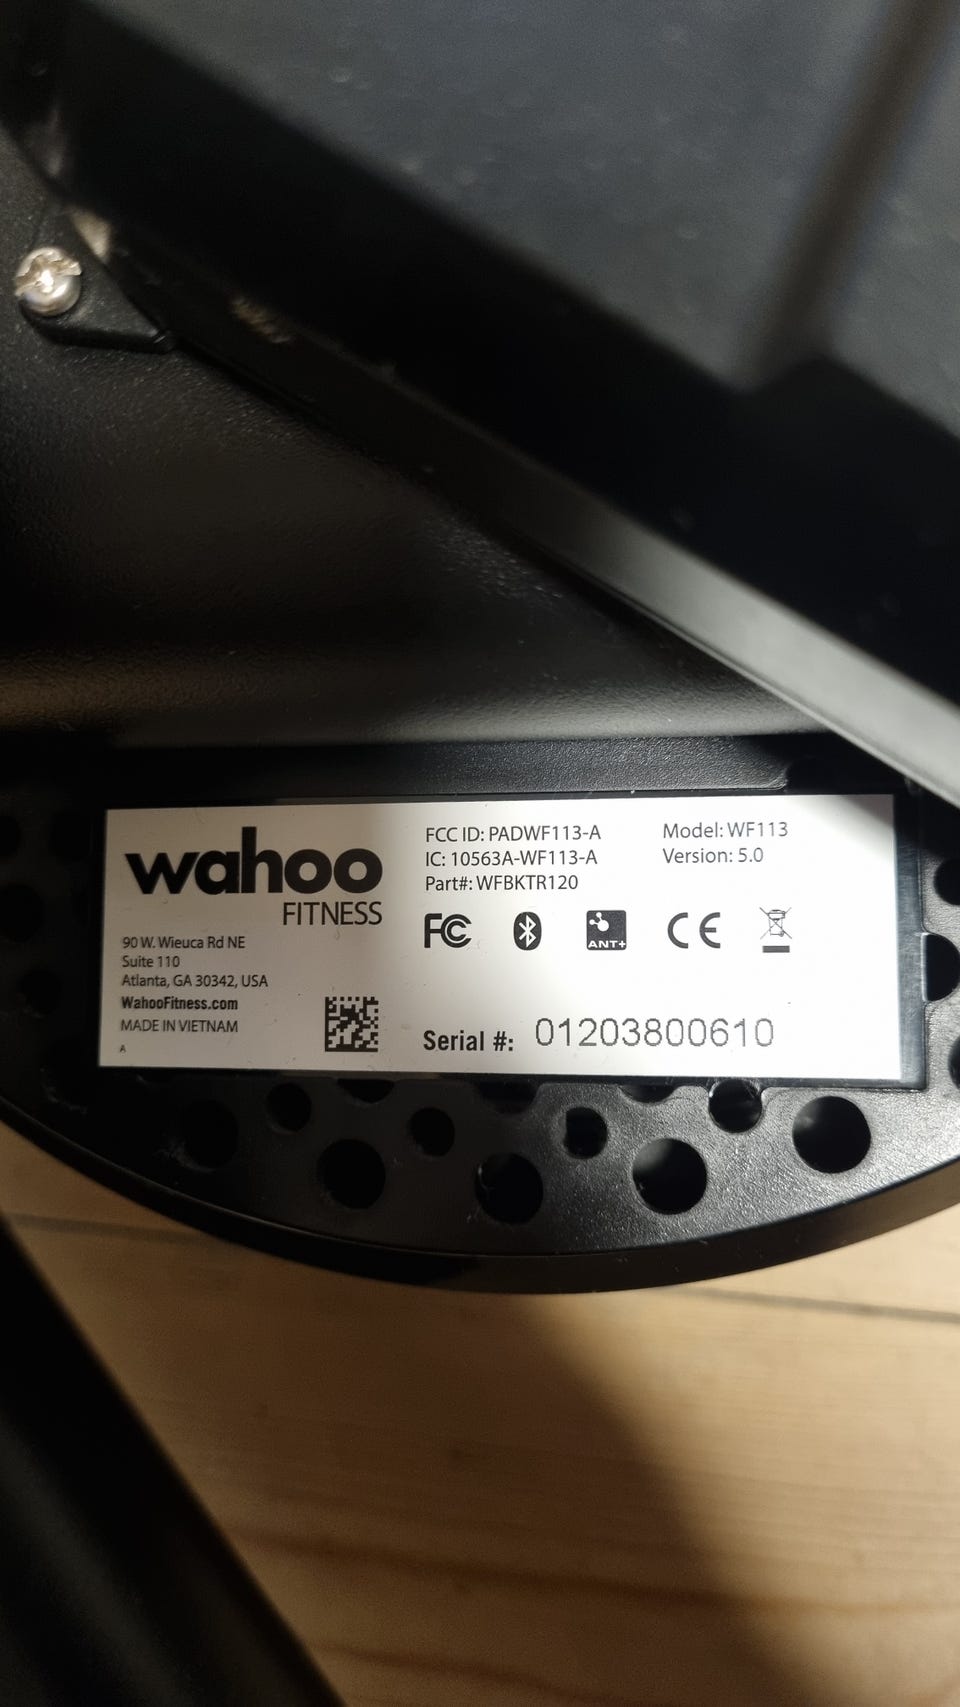 wahoo
FITNESS
90 W. Wieuca Rd NE
Suite 110
Atlanta, GA 30342, USA
WahooFitness.com
MADE IN VIETNAM
A
FCC ID: PADWF113-A
IC: 10563A-WF113-A
Part#: WFBKTR120
Model: WF113
Version: 5.0
FC
ANT+
CE
Serial #: 01203800610